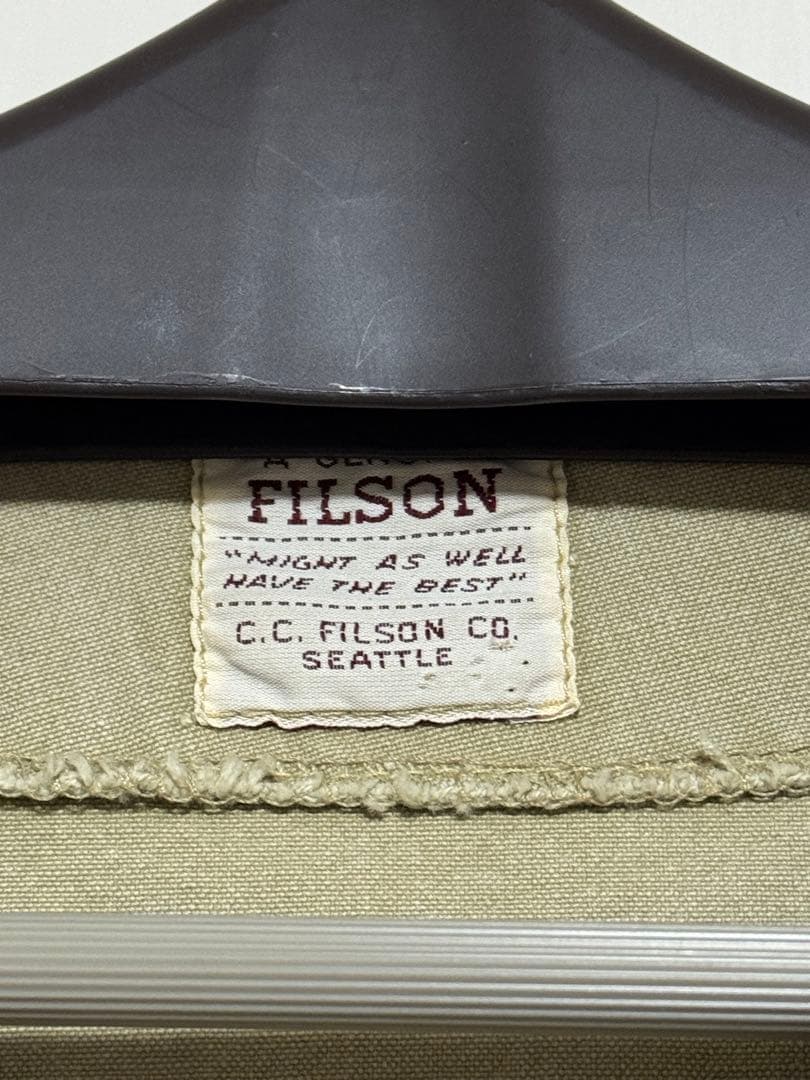 A
FILSON
"MIGHT AS WELL
HAVE THE BEST"
C.C. FILSON CO.
SEATTLE